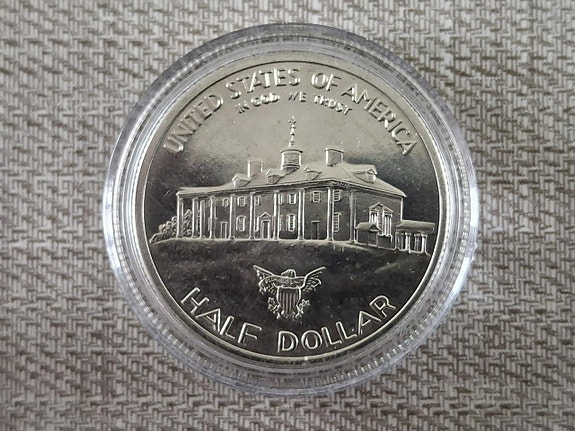 UNITED STATES OF AMERICA
IN GOD WE TRUST
HALF DOLLAR